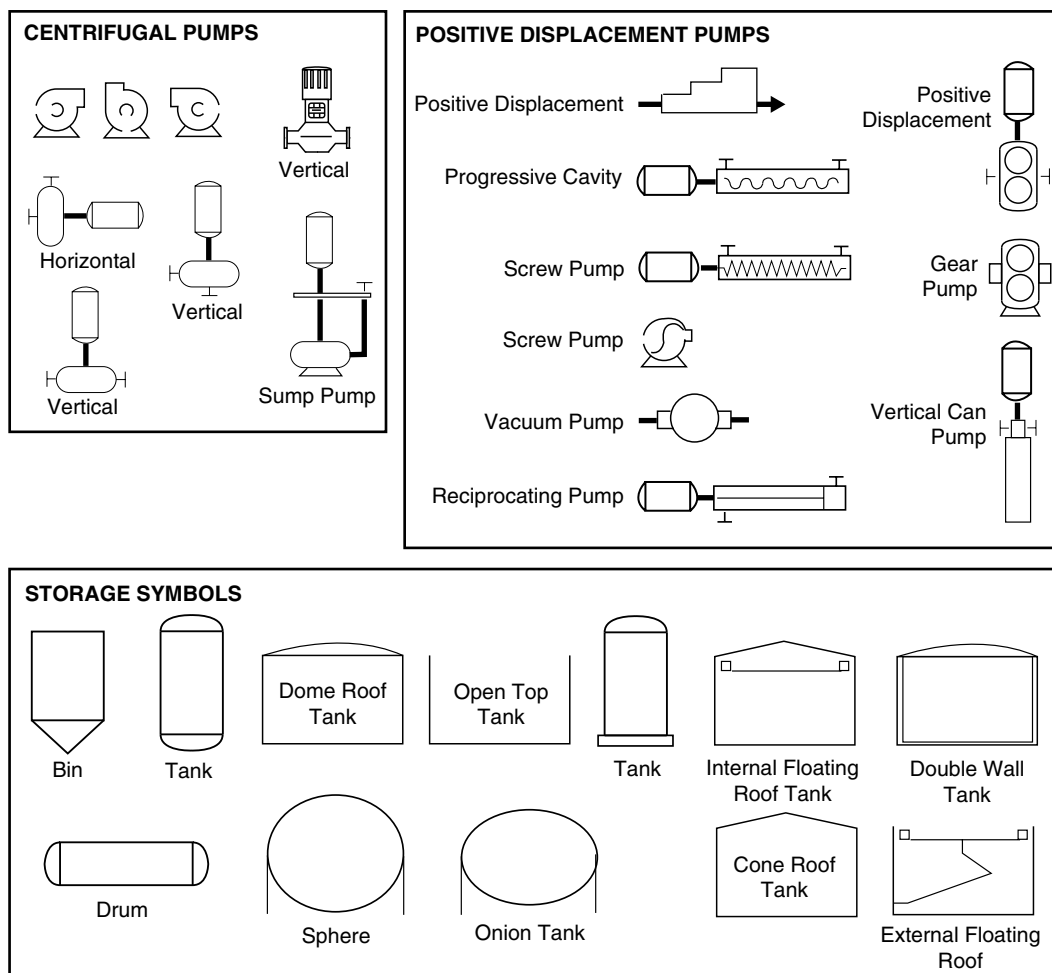 CENTRIFUGAL PUMPS
Vertical
Horizontal
Vertical
Vertical
Sump Pump
POSITIVE DISPLACEMENT PUMPS
Positive Displacement
Progressive Cavity
Screw Pump
Screw Pump
Vacuum Pump
Reciprocating Pump
Positive
Displacement
Gear
Pump
Vertical Can
Pump
STORAGE SYMBOLS
Bin
Tank
Dome Roof
Tank
Open Top
Tank
Tank
Internal Floating
Roof Tank
Double Wall
Tank
Drum
Sphere
Onion Tank
Cone Roof
Tank
External Floating
Roof